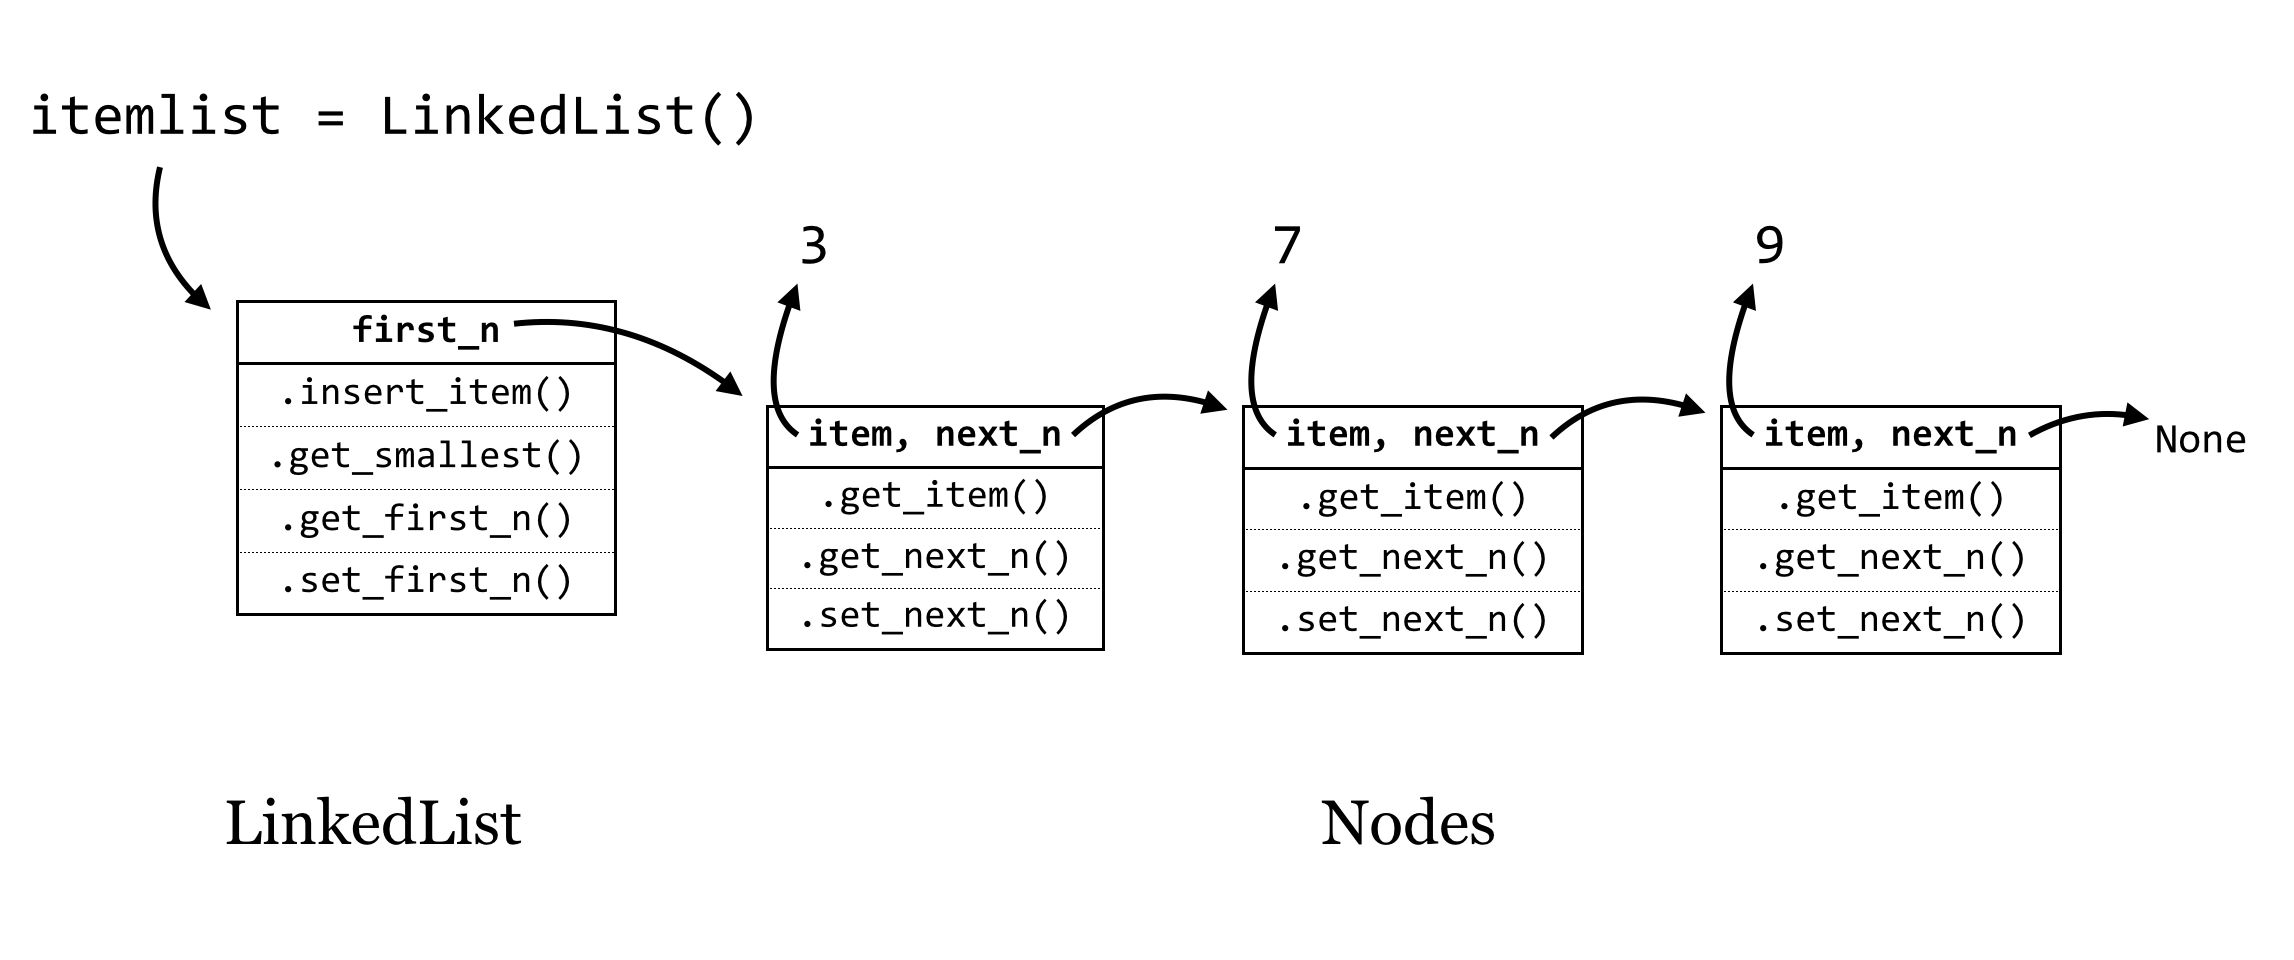 itemlist = LinkedList()
3
7
9
first_n
.insert_item()
.get_smallest()
.get_first_n()
.set_first_n()
item, next_n
.get_item()
.get_next_n()
.set_next_n()
item, next_n
.get_item()
.get_next_n()
.set_next_n()
item, next_n
.get_item()
.get_next_n()
.set_next_n()
None
LinkedList
Nodes